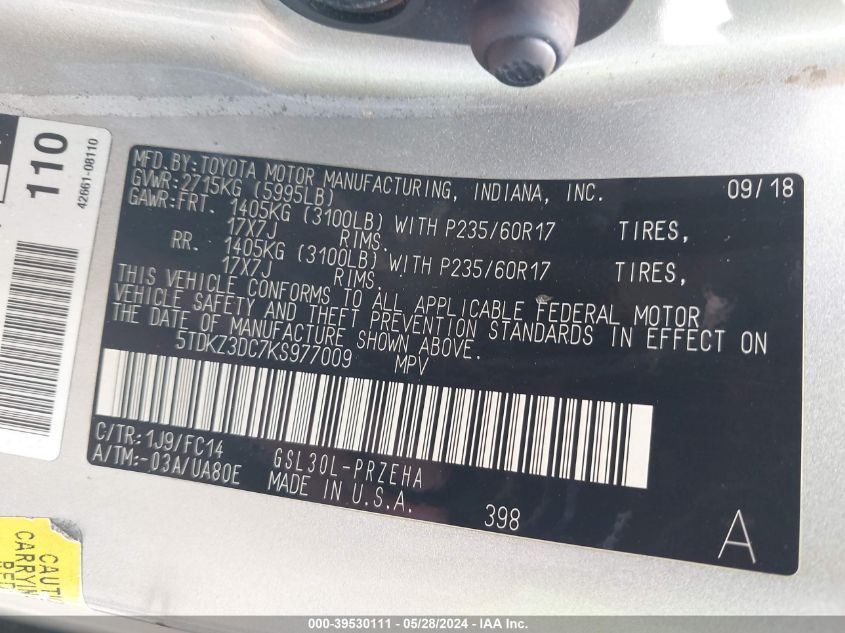 110
42661-08110
MFD.BY:TOYOTA MOTOR MANUFACTURING, INDIANA, INC. 09/18
GVWR:2715KG (5995LB)
GAWR:FRT. 1405KG (3100LB) WITH P235/60R17 TIRES,
17X7J RIMS.
RR. 1405KG (3100LB) WITH P235/60R17 TIRES,
17X7J RIMS.
THIS VEHICLE CONFORMS TO ALL APPLICABLE FEDERAL MOTOR
VEHICLE SAFETY AND THEFT PREVENTION STANDARDS IN EFFECT ON
THE DATE OF MANUFACTURE SHOWN ABOVE.
5TDKZ3DC7KS977009 MPV
C/TR:1J9/FC14
A/TM:-03A/UA80E
GSL30L-PRZEHA
MADE IN U.S.A.
398
A
CAUTI
CARRYIN
BEF
000-39530111 - 05/28/2024 - IAA Inc.